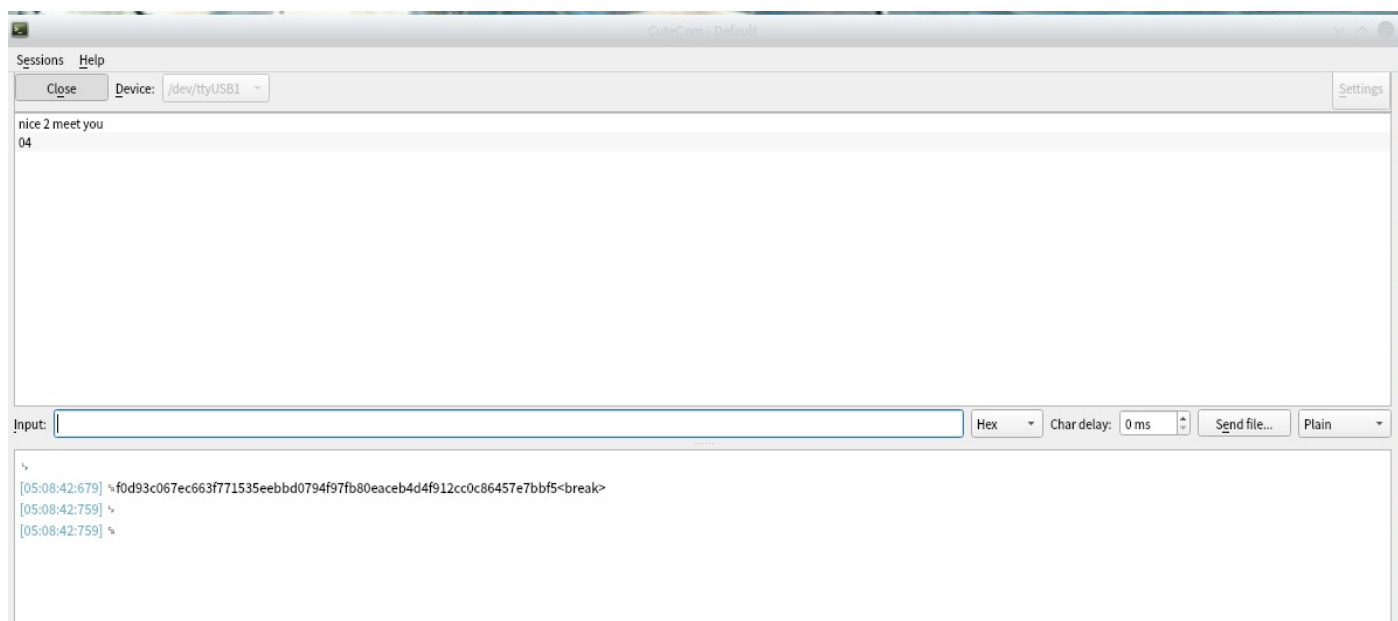 CuteCom - Default
Sessions Help
Close Device: /dev/ttyUSB1 Settings
nice 2 meet you
04
Input: Hex Char delay: 0 ms Send file... Plain
[05:08:42:679] f0d93c067ec663f771535eebbd0794f97fb80eaceb4d4f912cc0c86457e7bbf5<break>
[05:08:42:759]
[05:08:42:759]